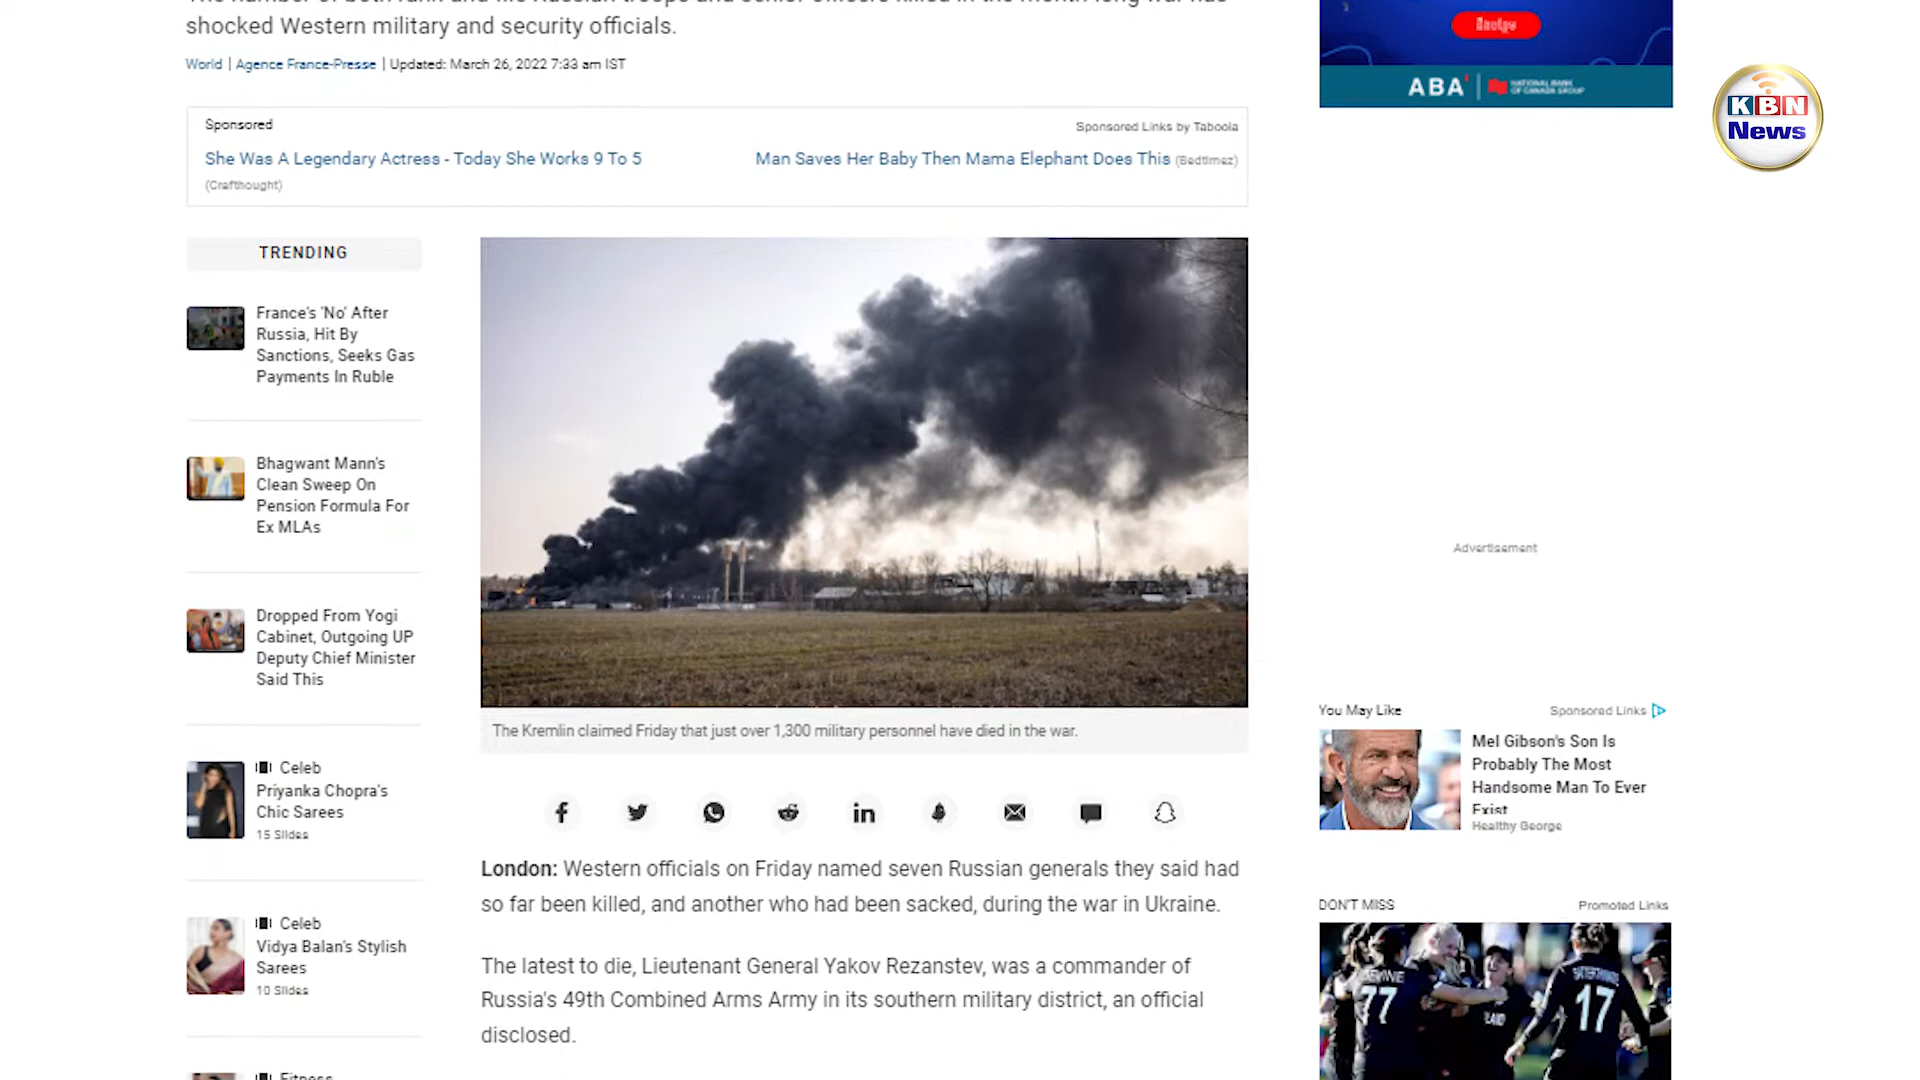 shocked Western military and security officials.
World | Agence France-Presse | Updated: March 26, 2022 7:33 am IST
Sponsored
Sponsored Links by Taboola
She Was A Legendary Actress - Today She Works 9 To 5
(Crafthought)
Man Saves Her Baby Then Mama Elephant Does This (Bedtimez)
TRENDING
France's 'No' After
Russia, Hit By
Sanctions, Seeks Gas
Payments In Ruble
Bhagwant Mann's
Clean Sweep On
Pension Formula For
Ex MLAs
Dropped From Yogi
Cabinet, Outgoing UP
Deputy Chief Minister
Said This
Celeb
Priyanka Chopra's
Chic Sarees
15 Slides
Celeb
Vidya Balan's Stylish
Sarees
10 Slides
Fitness
The Kremlin claimed Friday that just over 1,300 military personnel have died in the war.
London: Western officials on Friday named seven Russian generals they said had
so far been killed, and another who had been sacked, during the war in Ukraine.
The latest to die, Lieutenant General Yakov Rezanstev, was a commander of
Russia's 49th Combined Arms Army in its southern military district, an official
disclosed.
ABA' | NATIONAL BANK
OF CANADA GROUP
KBN
News
Advertisement
You May Like
Sponsored Links
Mel Gibson's Son Is
Probably The Most
Handsome Man To Ever
Exist
Healthy George
DON'T MISS
Promoted Links
77
17